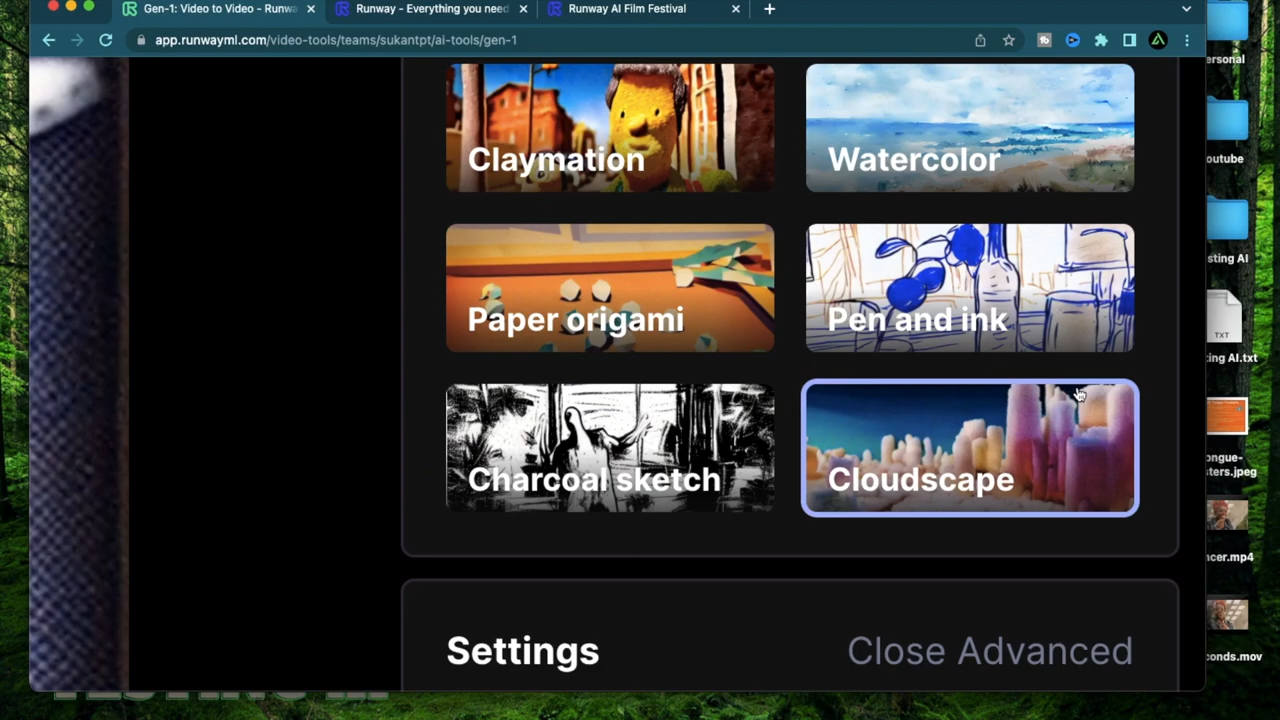 Gen-1: Video to Video - Runwa
Runway - Everything you need
Runway AI Film Festival
app.runwayml.com/video-tools/teams/sukantpt/ai-tools/gen-1
ersonal
Claymation
Watercolor
outube
sting AI
Paper origami
Pen and ink
TXT
ting AI.txt
ongue-
sters.jpeg
Charcoal sketch
Cloudscape
ncer.mp4
Settings
Close Advanced
conds.mov